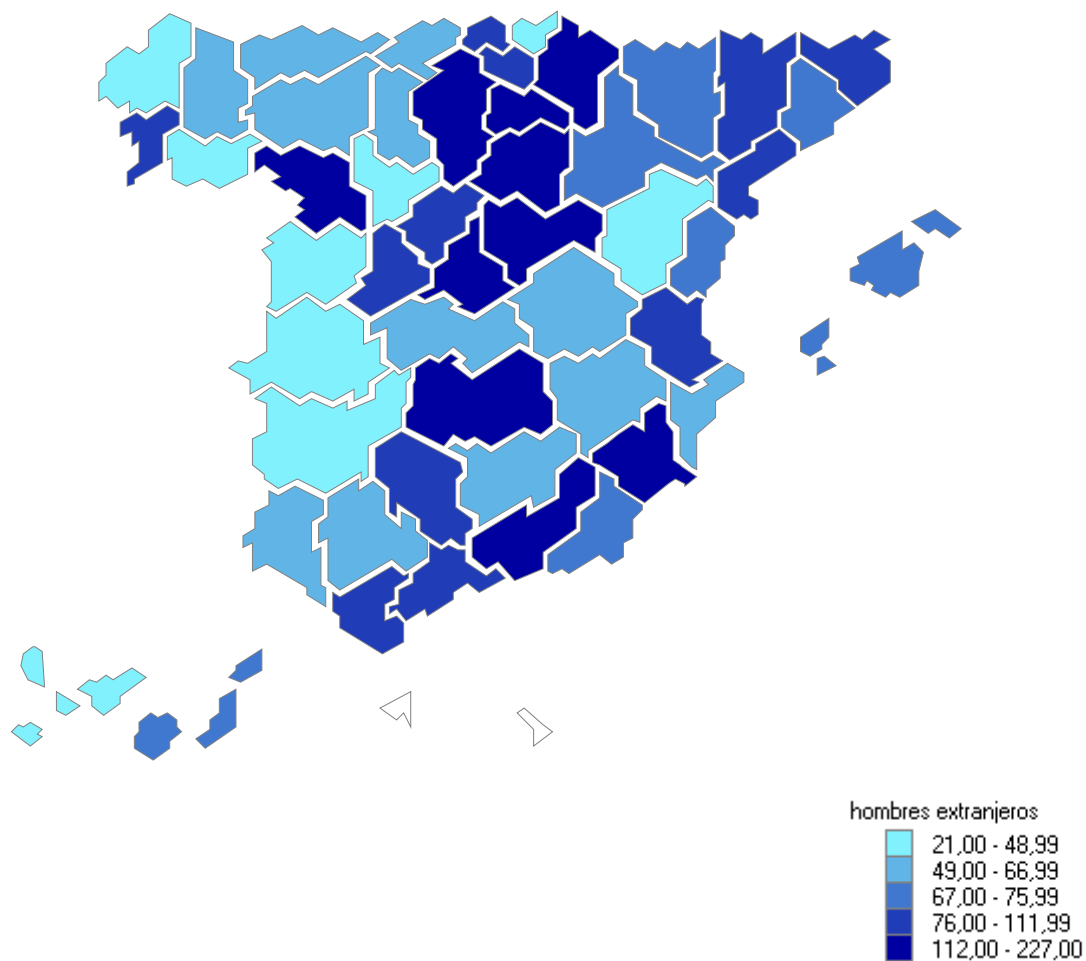 hombres extranjeros
21,00 - 48,99
49,00 - 66,99
67,00 - 75,99
76,00 - 111,99
112,00 - 227,00